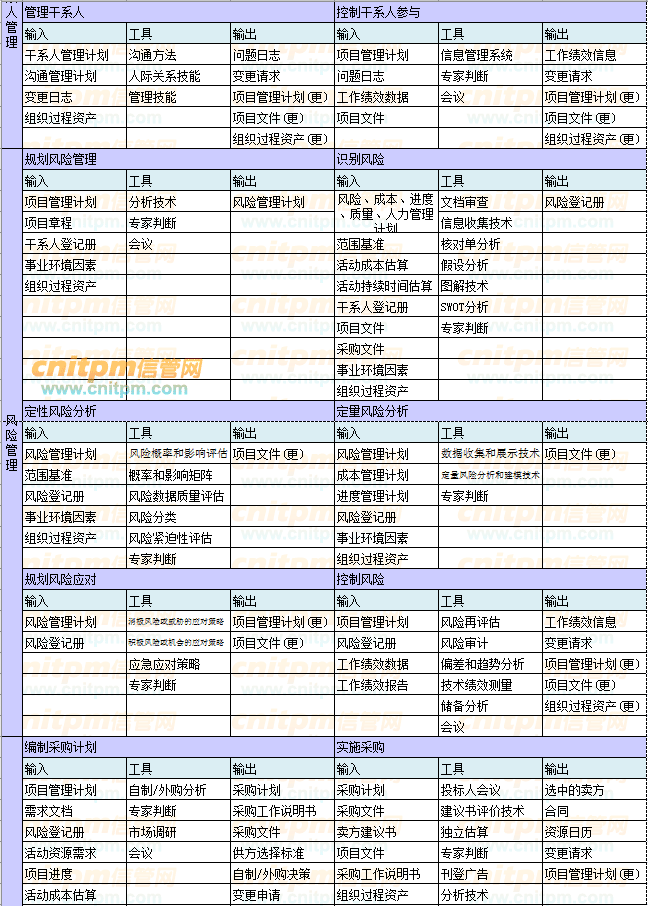 人管理
管理干系人 控制干系人参与
输入 工具 输出 输入 工具 输出
干系人管理计划 沟通方法 问题日志 项目管理计划 信息管理系统 工作绩效信息
沟通管理计划 人际关系技能 变更请求 问题日志 专家判断 变更请求
变更日志 管理技能 项目管理计划(更) 工作绩效数据 会议 项目管理计划(更)
组织过程资产 项目文件(更) 项目文件 项目文件(更)
组织过程资产(更) 组织过程资产(更)
风险管理
规划风险管理 识别风险
输入 工具 输出 输入 工具 输出
项目管理计划 分析技术 风险管理计划 风险、成本、进度、质量、人力管理计划 文档审查 风险登记册
项目章程 专家判断 信息收集技术
干系人登记册 会议 范围基准 核对单分析
事业环境因素 活动成本估算 假设分析
组织过程资产 活动持续时间估算 图解技术
干系人登记册 SWOT分析
项目文件 专家判断
采购文件
事业环境因素
组织过程资产
cnitpm信管网
www.cnitpm.com
定性风险分析 定量风险分析
输入 工具 输出 输入 工具 输出
风险管理计划 风险概率和影响评估 项目文件(更) 风险管理计划 数据收集和展示技术 项目文件(更)
范围基准 概率和影响矩阵 成本管理计划 定量风险分析和建模技术
风险登记册 风险数据质量评估 进度管理计划 专家判断
事业环境因素 风险分类 风险登记册
组织过程资产 风险紧迫性评估 事业环境因素
专家判断 组织过程资产
规划风险应对 控制风险
输入 工具 输出 输入 工具 输出
风险管理计划 消极风险或威胁的应对策略 项目管理计划(更) 项目管理计划 风险再评估 工作绩效信息
风险登记册 积极风险或机会的应对策略 项目文件(更) 风险登记册 风险审计 变更请求
应急应对策略 工作绩效数据 偏差和趋势分析 项目管理计划(更)
专家判断 工作绩效报告 技术绩效测量 项目文件(更)
储备分析 组织过程资产(更)
会议
编制采购计划 实施采购
输入 工具 输出 输入 工具 输出
项目管理计划 自制/外购分析 采购计划 采购计划 投标人会议 选中的卖方
需求文档 专家判断 采购工作说明书 采购文件 建议书评价技术 合同
风险登记册 市场调研 采购文件 卖方建议书 独立估算 资源日历
活动资源需求 会议 供方选择标准 项目文件 专家判断 变更请求
项目进度 自制/外购决策 采购工作说明书 刊登广告 项目管理计划(更)
活动成本估算 变更申请 组织过程资产 分析技术